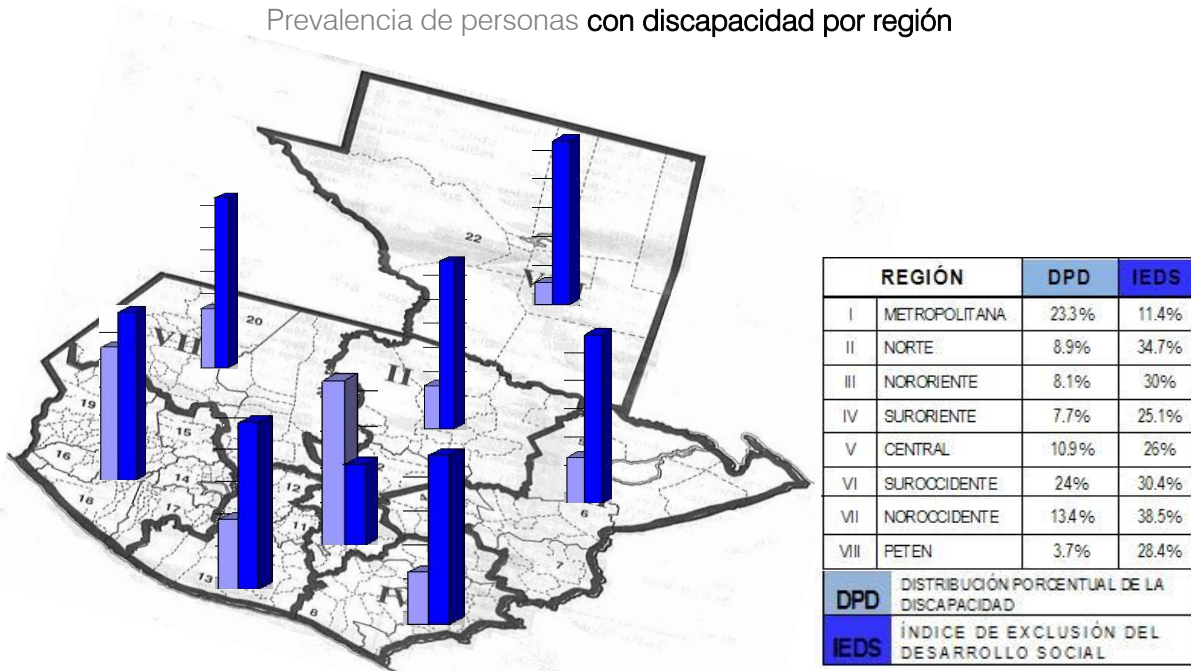 Prevalencia de personas con discapacidad por región
22
20
VII
II
19
15
16
14
18
17
12
11
13
6
7
8
IV
REGIÓN DPD IEDS
I METROPOLITANA 23.3% 11.4%
II NORTE 8.9% 34.7%
III NORORIENTE 8.1% 30%
IV SURORIENTE 7.7% 25.1%
V CENTRAL 10.9% 26%
VI SUROCCIDENTE 24% 30.4%
VII NOROCCIDENTE 13.4% 38.5%
VIII PETEN 3.7% 28.4%
DPD DISTRIBUCIÓN PORCENTUAL DE LA
DISCAPACIDAD
IEDS ÍNDICE DE EXCLUSIÓN DEL
DESARROLLO SOCIAL